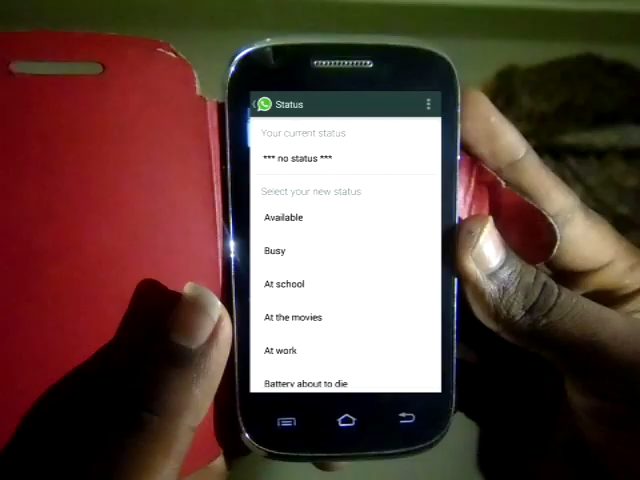 Status
Your current status
*** no status ***
Select your new status
Available
Busy
At school
At the movies
At work
Battery about to die